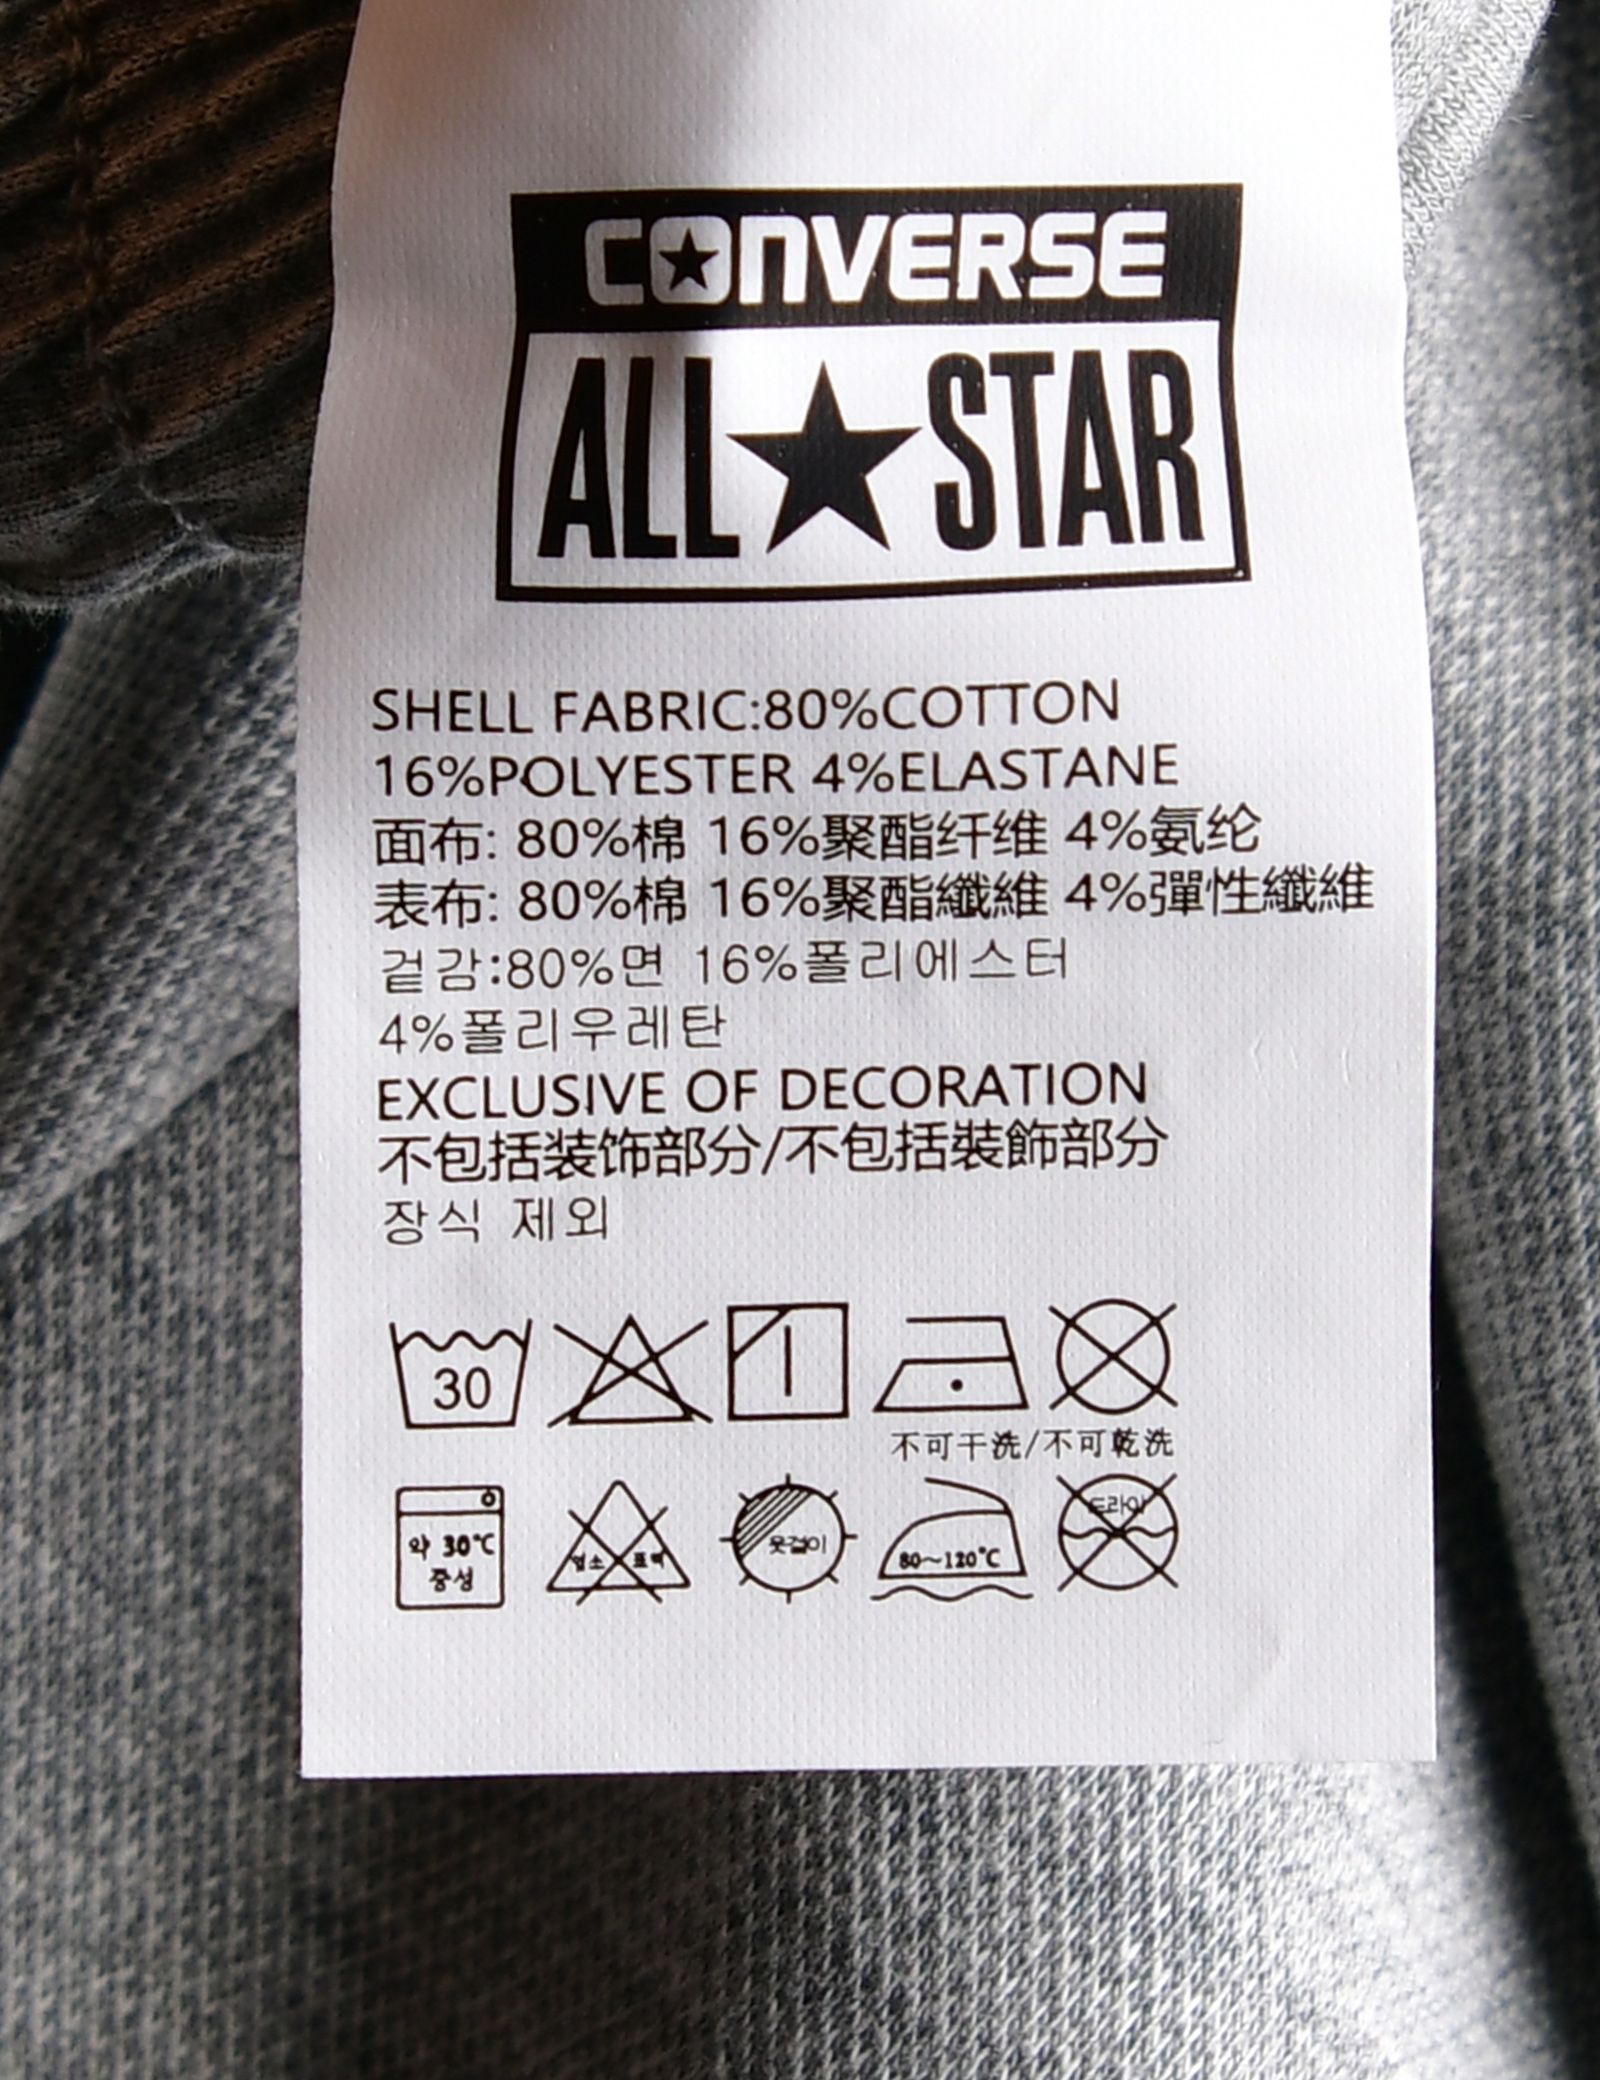 CONVERSE
ALL STAR
SHELL FABRIC:80%COTTON
16%POLYESTER 4%ELASTANE
面布: 80%棉 16%聚酯纤维 4%氨纶
表布: 80%棉 16%聚酯纖維 4%彈性纖維
겉감:80%면 16%폴리에스터
4%폴리우레탄
EXCLUSIVE OF DECORATION
不包括装饰部分/不包括裝飾部分
장식 제외
30
不可干洗/不可乾洗
약 30℃
중성
염소 표백
옷걸이
80~120℃
드라이